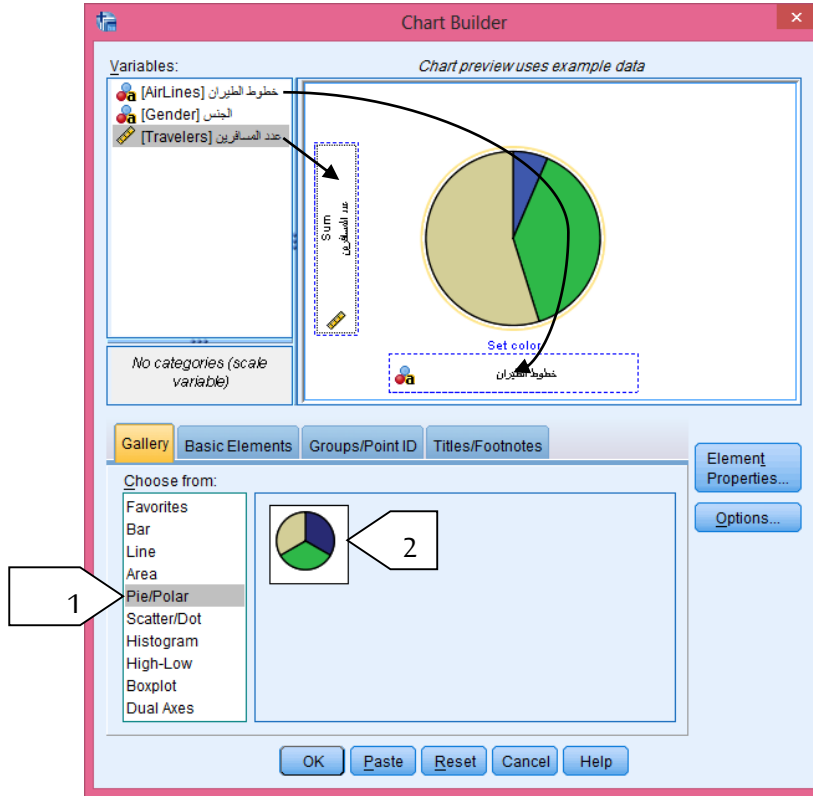 Chart Builder
Variables:
Chart preview uses example data
خطوط الطيران [AirLines]
الجنس [Gender]
عدد المسافرين [Travelers]
Sum
عدد المسافرين
Set color
خطوط الطيران
No categories (scale
variable)
Gallery
Basic Elements
Groups/Point ID
Titles/Footnotes
Element
Properties...
Options...
Choose from:
Favorites
Bar
Line
Area
Pie/Polar
Scatter/Dot
Histogram
High-Low
Boxplot
Dual Axes
1
2
OK
Paste
Reset
Cancel
Help